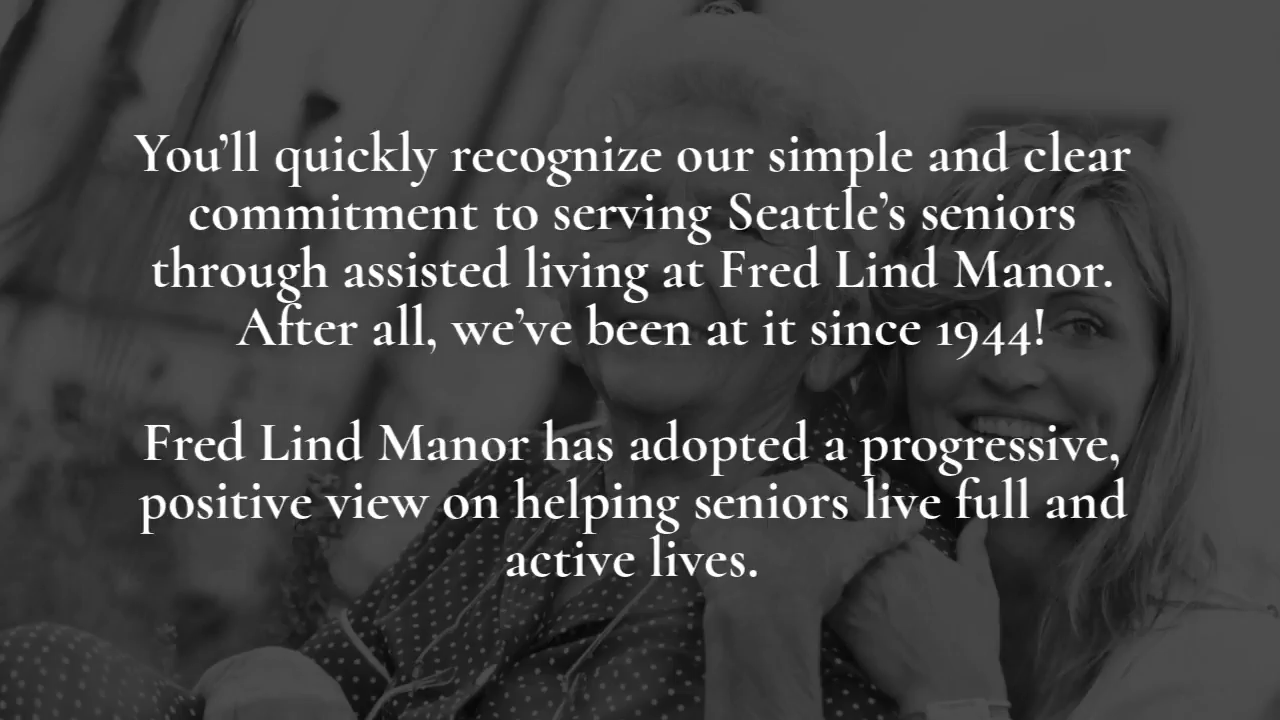 You’ll quickly recognize our simple and clear
commitment to serving Seattle’s seniors
through assisted living at Fred Lind Manor.
After all, we’ve been at it since 1944!
Fred Lind Manor has adopted a progressive,
positive view on helping seniors live full and
active lives.